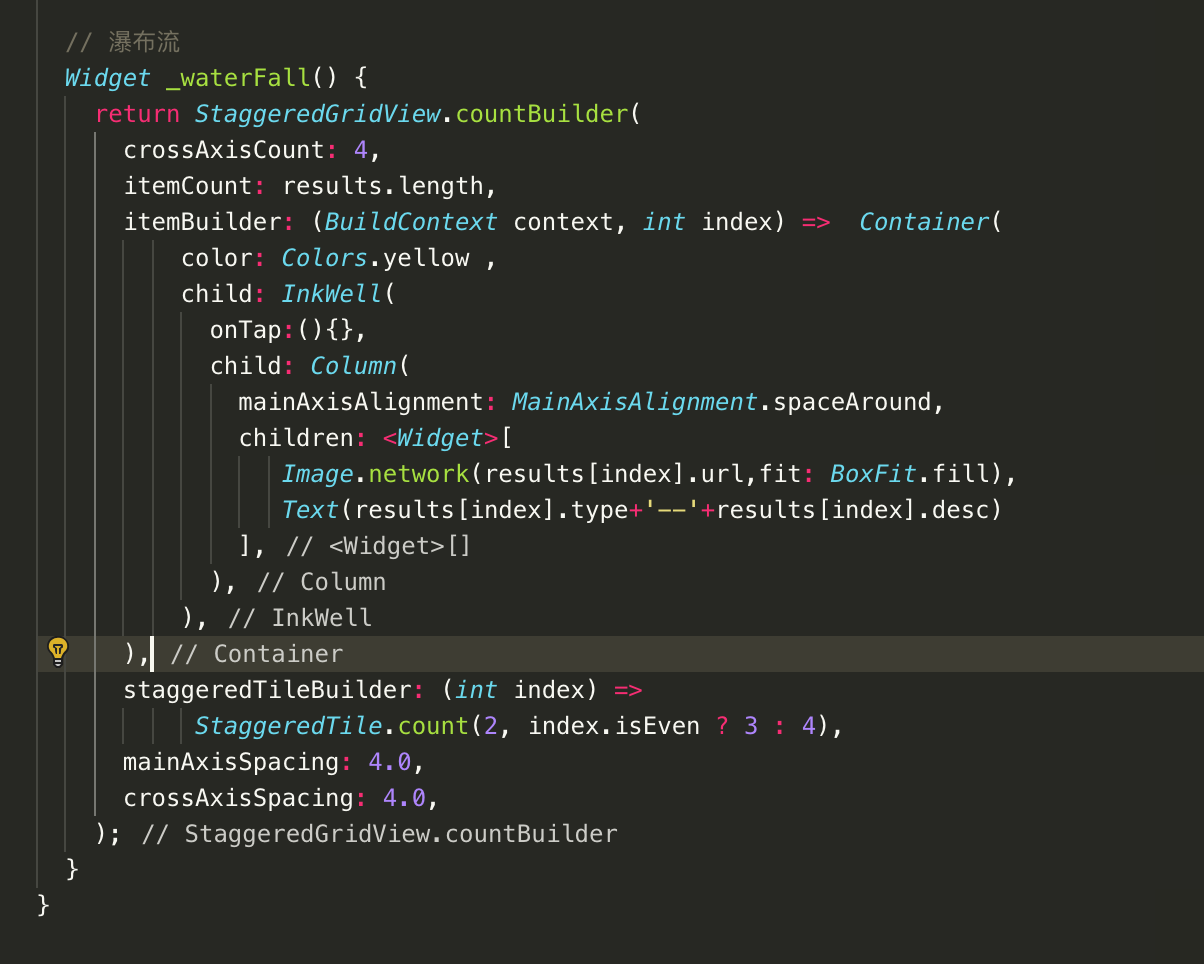 // 瀑布流
Widget _waterFall() {
return StaggeredGridView.countBuilder(
crossAxisCount: 4,
itemCount: results.length,
itemBuilder: (BuildContext context, int index) =>  Container(
color: Colors.yellow ,
child: InkWell(
onTap:(){},
child: Column(
mainAxisAlignment: MainAxisAlignment.spaceAround,
children: <Widget>[
Image.network(results[index].url,fit: BoxFit.fill),
Text(results[index].type+'--'+results[index].desc)
], // <Widget>[]
), // Column
), // InkWell
), // Container
staggeredTileBuilder: (int index) =>
StaggeredTile.count(2, index.isEven ? 3 : 4),
mainAxisSpacing: 4.0,
crossAxisSpacing: 4.0,
); // StaggeredGridView.countBuilder
}
}